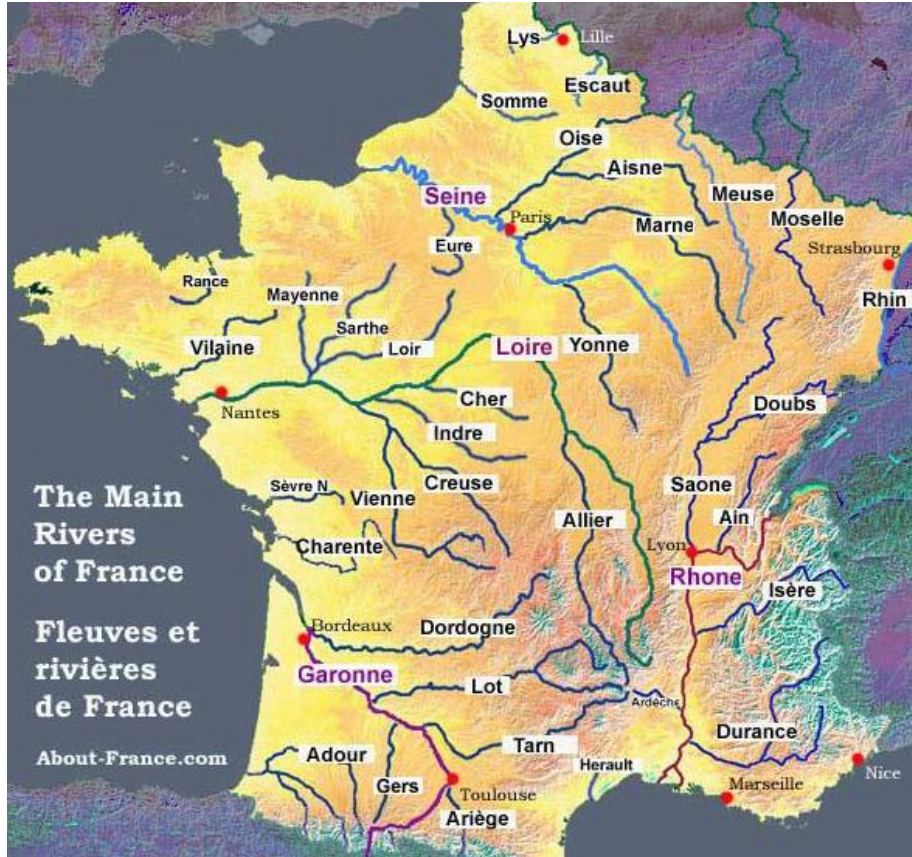 Lys
Lille
Escaut
Somme
Oise
Aisne
Meuse
Seine
Moselle
Paris
Marne
Eure
Strasbourg
Rance
Mayenne
Rhin
Sarthe
Vilaine
Loir
Loire
Yonne
Nantes
Cher
Doubs
Indre
Sèvre N
Vienne
Creuse
Saone
The Main
Rivers
of France
Allier
Ain
Charente
Lyon
Rhone
Isère
Fleuves et
rivières
de France
Bordeaux
Dordogne
Garonne
Lot
Ardèche
Durance
About-France.com
Adour
Tarn
Herault
Nice
Gers
Toulouse
Marseille
Ariège